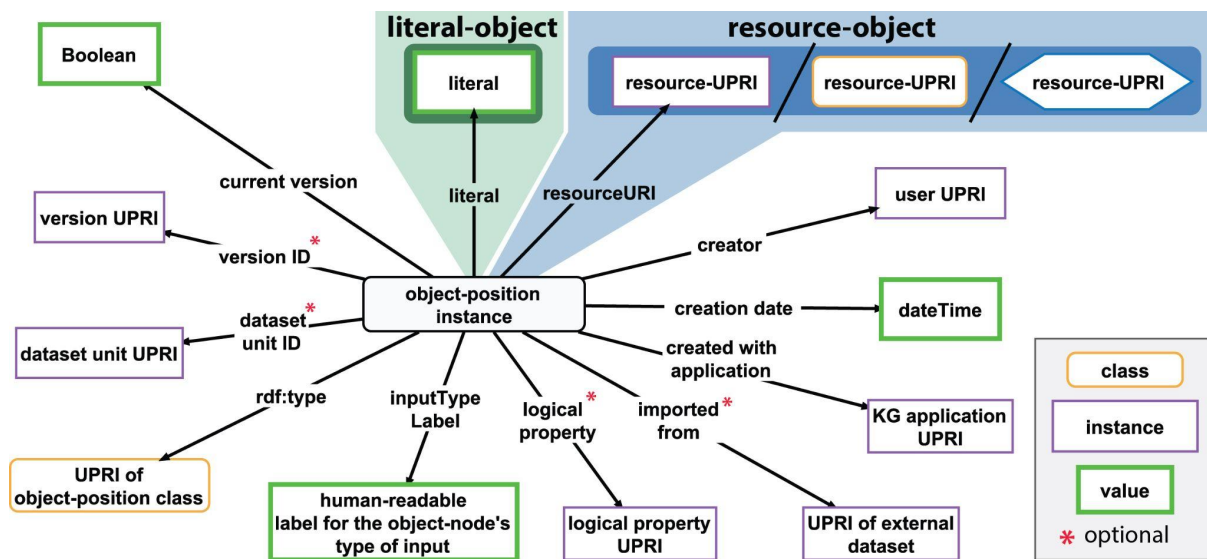 literal-object
resource-object
Boolean
literal
resource-UPRI
resource-UPRI
resource-UPRI
current version
literal
resourceURI
version UPRI
user UPRI
version ID*
creator
object-position
instance
creation date
dateTime
dataset*
unit ID
dataset unit UPRI
created with
application
rdf:type
inputType
Label
logical*
property
imported*
from
KG application
UPRI
UPRI of
object-position class
human-readable
label for the object-node's
type of input
logical property
UPRI
UPRI of external
dataset
class
instance
value
* optional